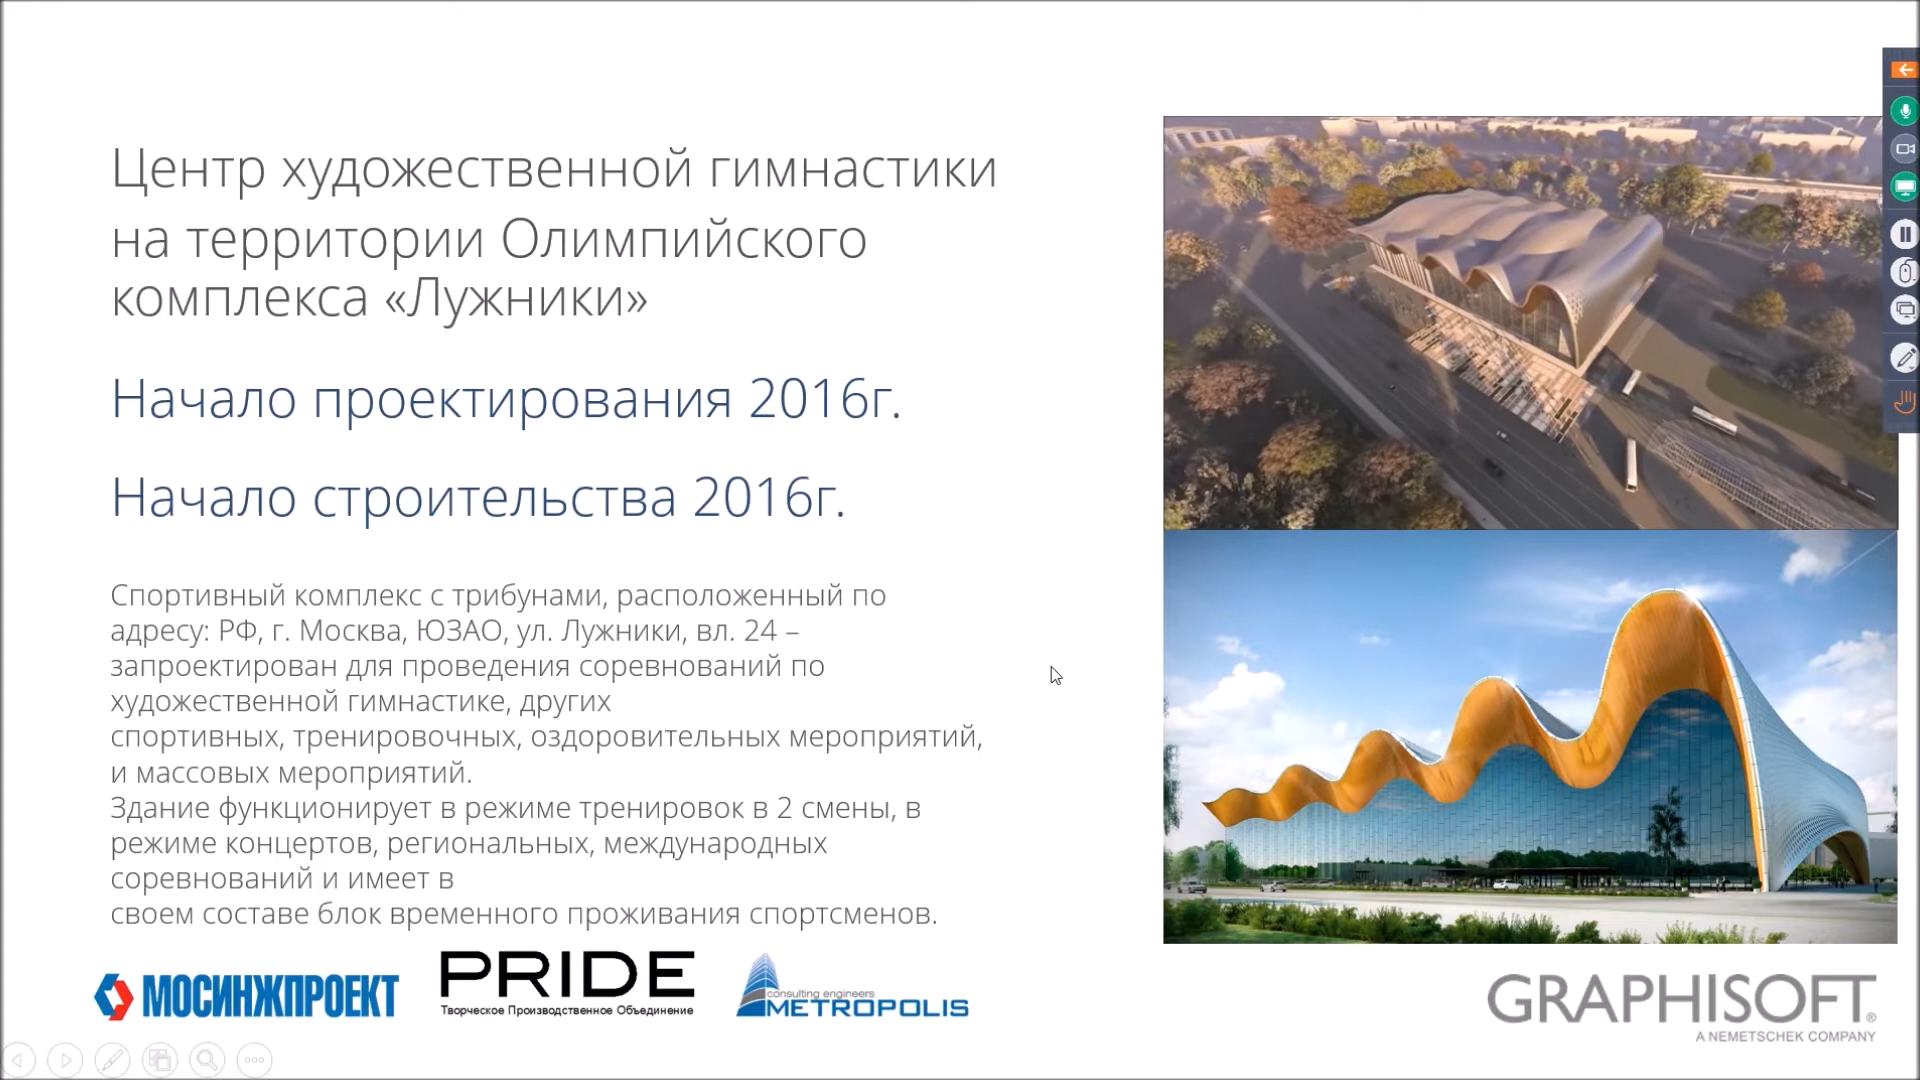 Центр художественной гимнастики
на территории Олимпийского
комплекса «Лужники»
Начало проектирования 2016г.
Начало строительства 2016г.
Спортивный комплекс с трибунами, расположенный по
адресу: РФ, г. Москва, ЮЗАО, ул. Лужники, вл. 24 –
запроектирован для проведения соревнований по
художественной гимнастике, других
спортивных, тренировочных, оздоровительных мероприятий,
и массовых мероприятий.
Здание функционирует в режиме тренировок в 2 смены, в
режиме концертов, региональных, международных
соревнований и имеет в
своем составе блок временного проживания спортсменов.
МОСИНЖПРОЕКТ
PRIDE
Творческое Производственное Объединение
consulting engineers
METROPOLIS
GRAPHISOFT®
A NEMETSCHEK COMPANY